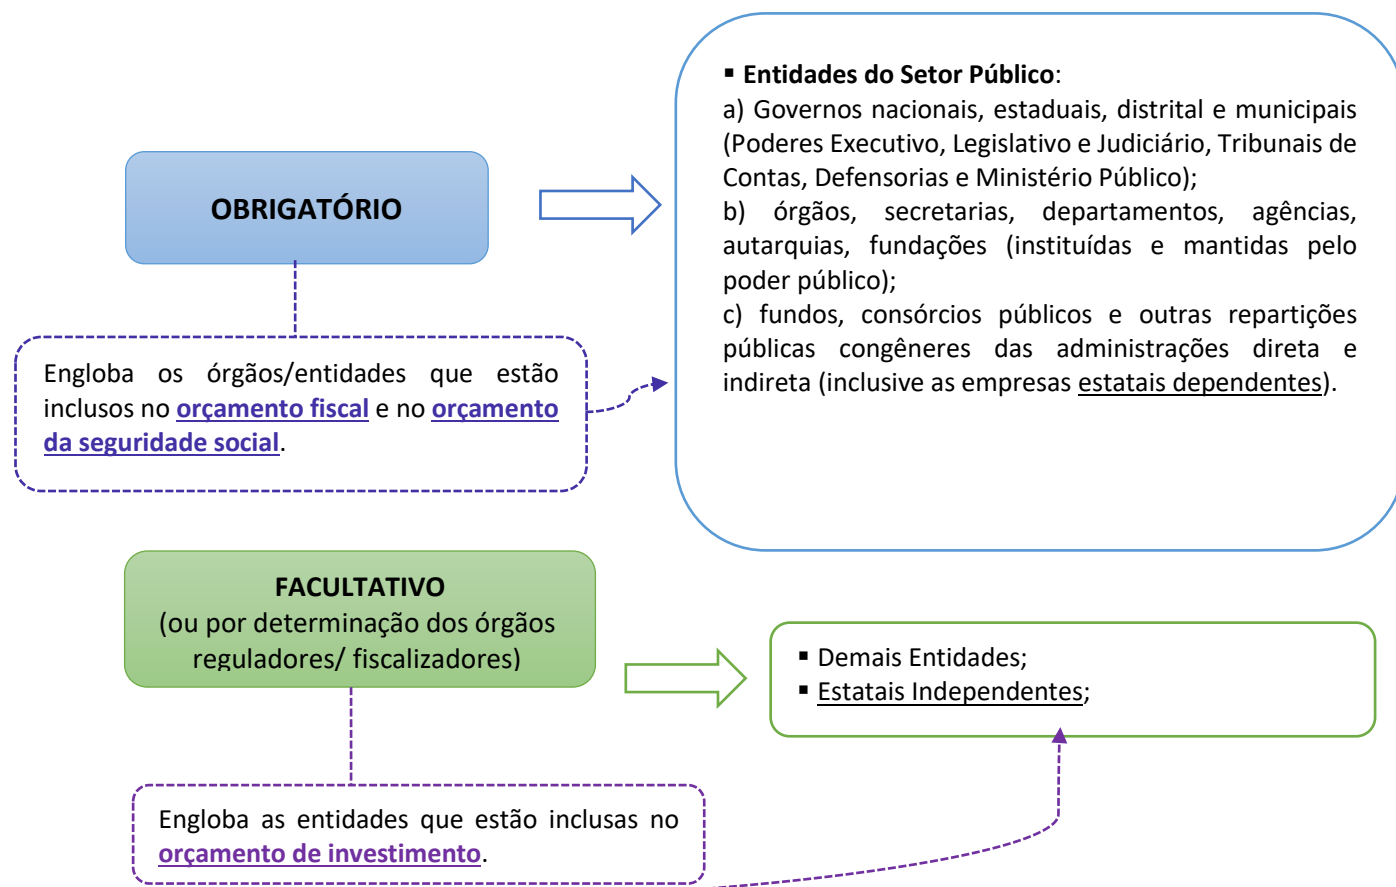 ▪ Entidades do Setor Público:
a) Governos nacionais, estaduais, distrital e municipais
(Poderes Executivo, Legislativo e Judiciário, Tribunais de
Contas, Defensorias e Ministério Público);
b) órgãos, secretarias, departamentos, agências,
autarquias, fundações (instituídas e mantidas pelo
poder público);
c) fundos, consórcios públicos e outras repartições
públicas congêneres das administrações direta e
indireta (inclusive as empresas estatais dependentes).
OBRIGATÓRIO
Engloba os órgãos/entidades que estão
inclusos no orçamento fiscal e no orçamento
da seguridade social.
FACULTATIVO
(ou por determinação dos órgãos
reguladores/ fiscalizadores)
▪ Demais Entidades;
▪ Estatais Independentes;
Engloba as entidades que estão inclusas no
orçamento de investimento.